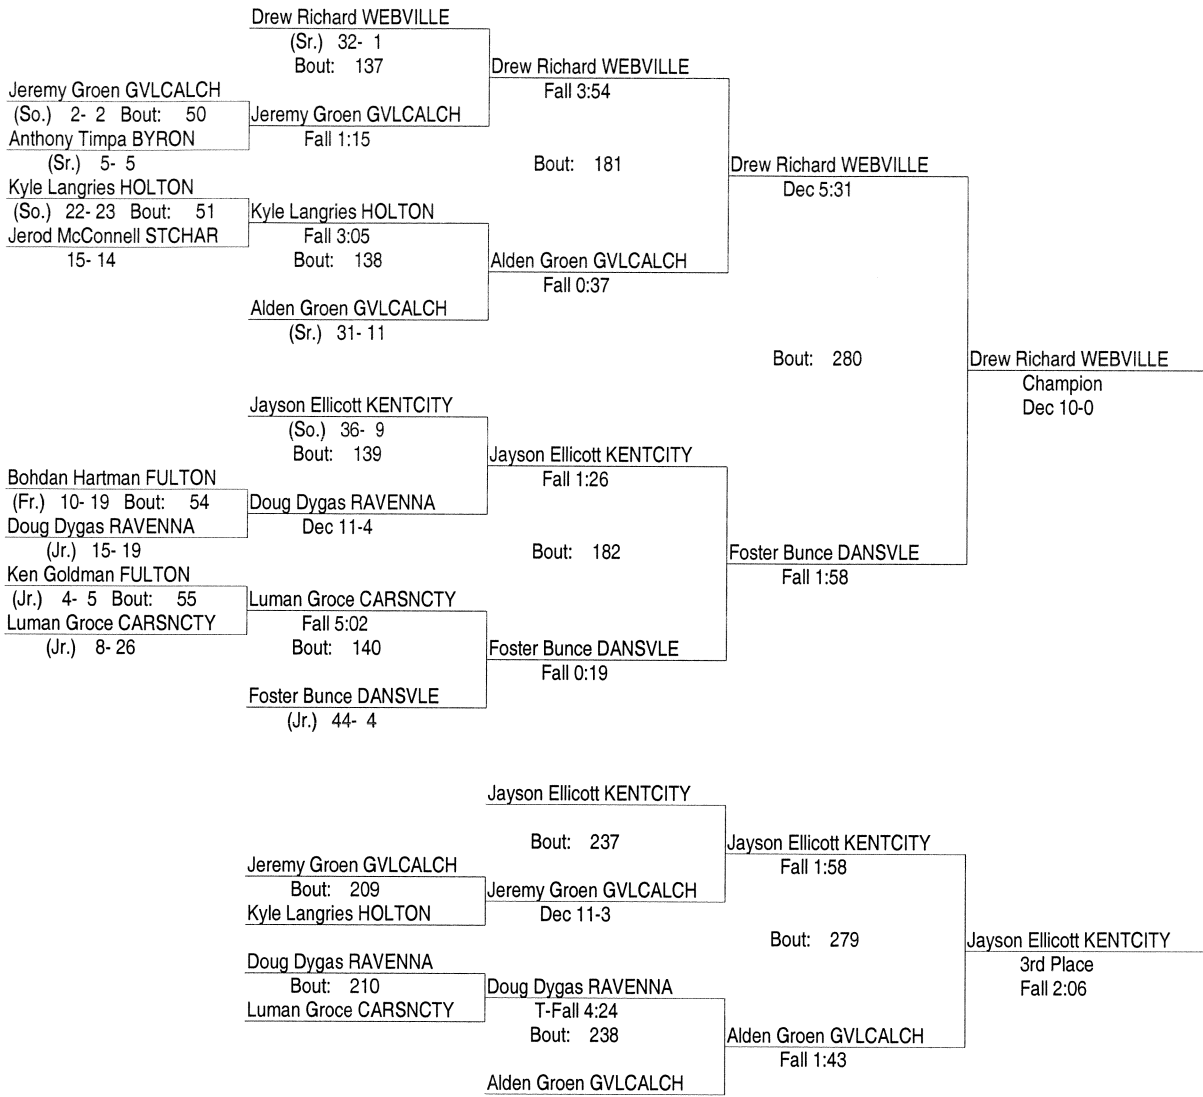 Drew Richard WEBVILLE
(Sr.) 32- 1
Bout: 137
Drew Richard WEBVILLE
Fall 3:54
Jeremy Groen GVLCALCH
(So.) 2- 2 Bout: 50
Jeremy Groen GVLCALCH
Anthony Timpa BYRON
Fall 1:15
(Sr.) 5- 5
Bout: 181
Drew Richard WEBVILLE
Dec 5:31
Kyle Langries HOLTON
(So.) 22- 23 Bout: 51
Kyle Langries HOLTON
Jerod McConnell STCHAR
Fall 3:05
15- 14
Bout: 138
Alden Groen GVLCALCH
Fall 0:37
Alden Groen GVLCALCH
(Sr.) 31- 11
Bout: 280
Drew Richard WEBVILLE
Champion
Dec 10-0
Jayson Ellicott KENTCITY
(So.) 36- 9
Bout: 139
Jayson Ellicott KENTCITY
Fall 1:26
Bohdan Hartman FULTON
(Fr.) 10- 19 Bout: 54
Doug Dygas RAVENNA
Doug Dygas RAVENNA
Dec 11-4
(Jr.) 15- 19
Bout: 182
Foster Bunce DANSVLE
Fall 1:58
Ken Goldman FULTON
(Jr.) 4- 5 Bout: 55
Luman Groce CARSNCTY
Luman Groce CARSNCTY
Fall 5:02
(Jr.) 8- 26
Bout: 140
Foster Bunce DANSVLE
Fall 0:19
Foster Bunce DANSVLE
(Jr.) 44- 4
Jayson Ellicott KENTCITY
Bout: 237
Jayson Ellicott KENTCITY
Fall 1:58
Jeremy Groen GVLCALCH
Bout: 209
Jeremy Groen GVLCALCH
Kyle Langries HOLTON
Dec 11-3
Bout: 279
Jayson Ellicott KENTCITY
3rd Place
Fall 2:06
Doug Dygas RAVENNA
Bout: 210
Doug Dygas RAVENNA
Luman Groce CARSNCTY
T-Fall 4:24
Bout: 238
Alden Groen GVLCALCH
Fall 1:43
Alden Groen GVLCALCH